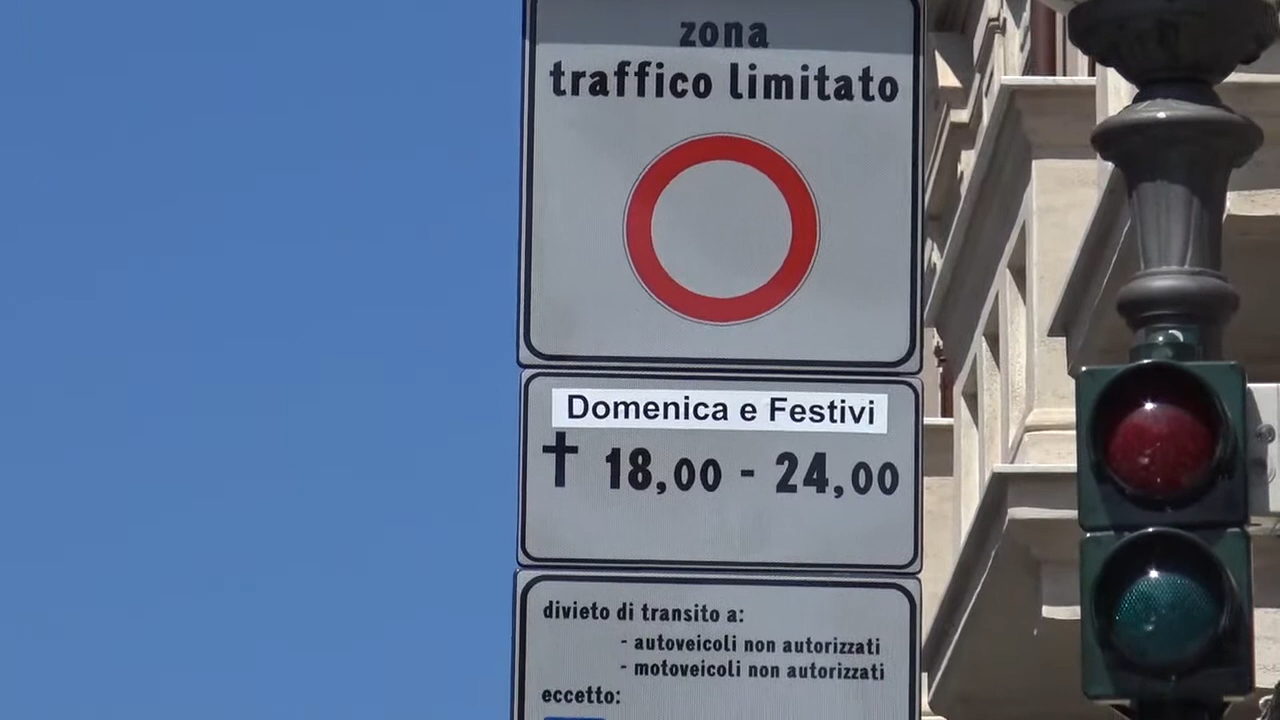 zona
traffico limitato
Domenica e Festivi
✝ 18,00 - 24,00
divieto di transito a:
- autoveicoli non autorizzati
- motoveicoli non autorizzati
eccetto: